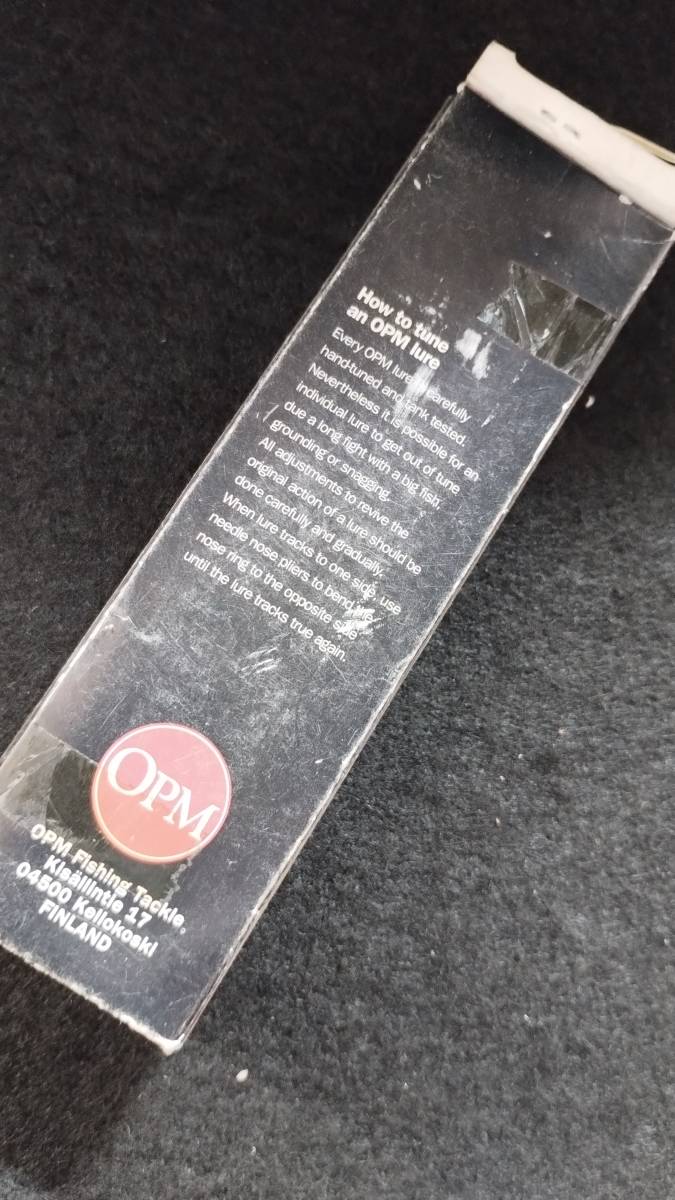 How to tune
an OPM lure
Every OPM lure carefully
hand-tuned and tank tested.
Nevertheless it is possible for an
individual lure to get out of tune
due a long fight with a big fish,
grounding or snagging.
All adjustments to revive the
original action of a lure should be
done carefully and gradually.
When lure tracks to one side, use
needle nose pliers to bend the
nose ring to the opposite side
until the lure tracks true again.
OPM
OPM Fishing Tackle,
Kisällintie 17
04500 Kellokoski
FINLAND